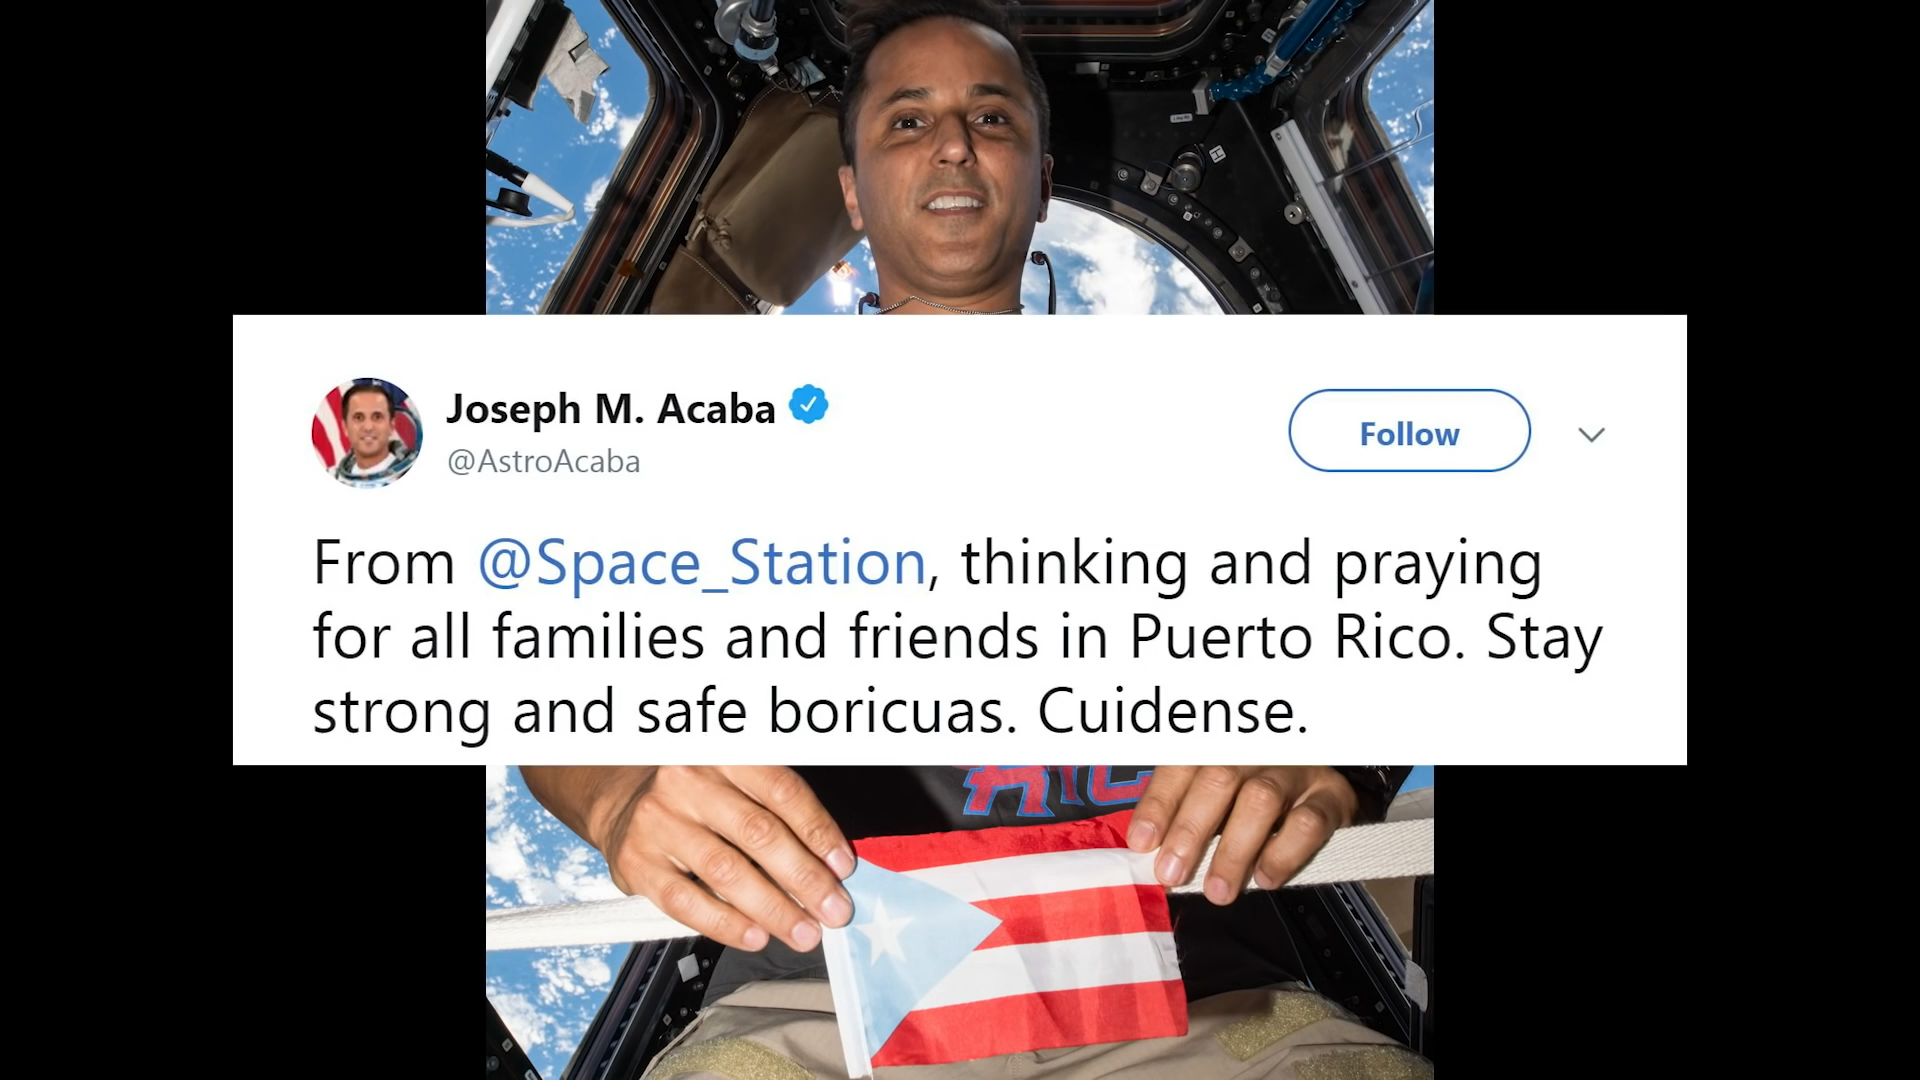 Joseph M. Acaba
@AstroAcaba
Follow
From @Space_Station, thinking and praying
for all families and friends in Puerto Rico. Stay
strong and safe boricuas. Cuidense.